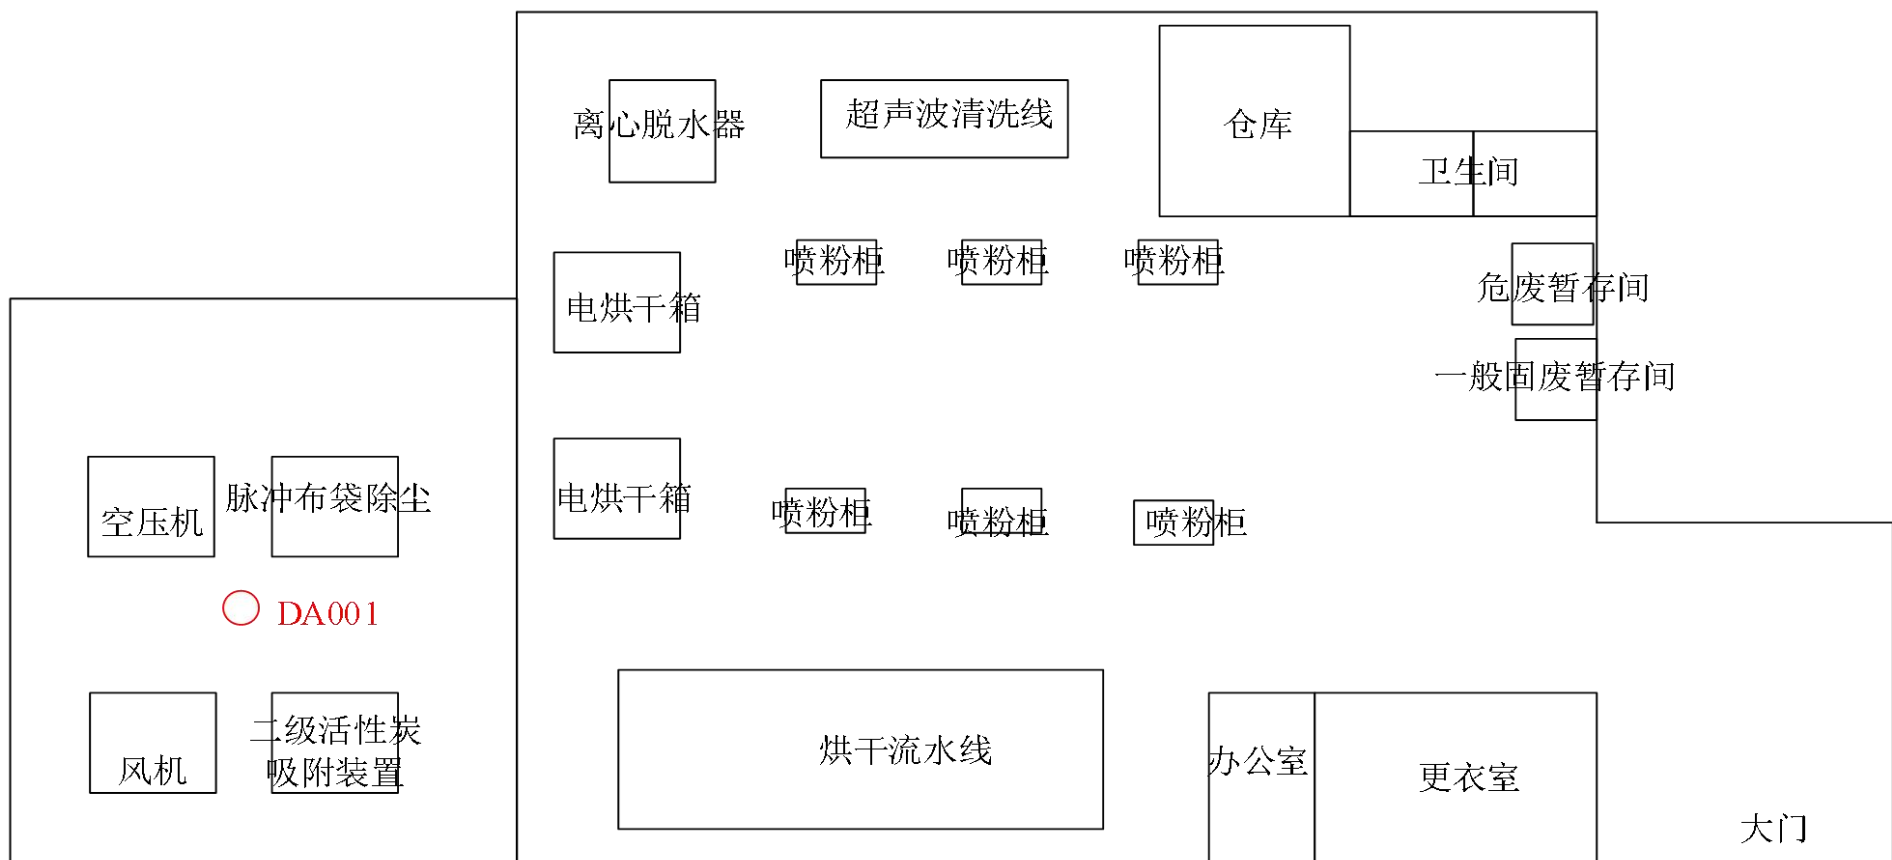 离心脱水器
超声波清洗线
仓库
卫生间
喷粉柜
喷粉柜
喷粉柜
危废暂存间
电烘干箱
一般固废暂存间
空压机
脉冲布袋除尘
电烘干箱
喷粉柜
喷粉柜
喷粉柜
DA001
风机
二级活性炭
吸附装置
烘干流水线
办公室
更衣室
大门